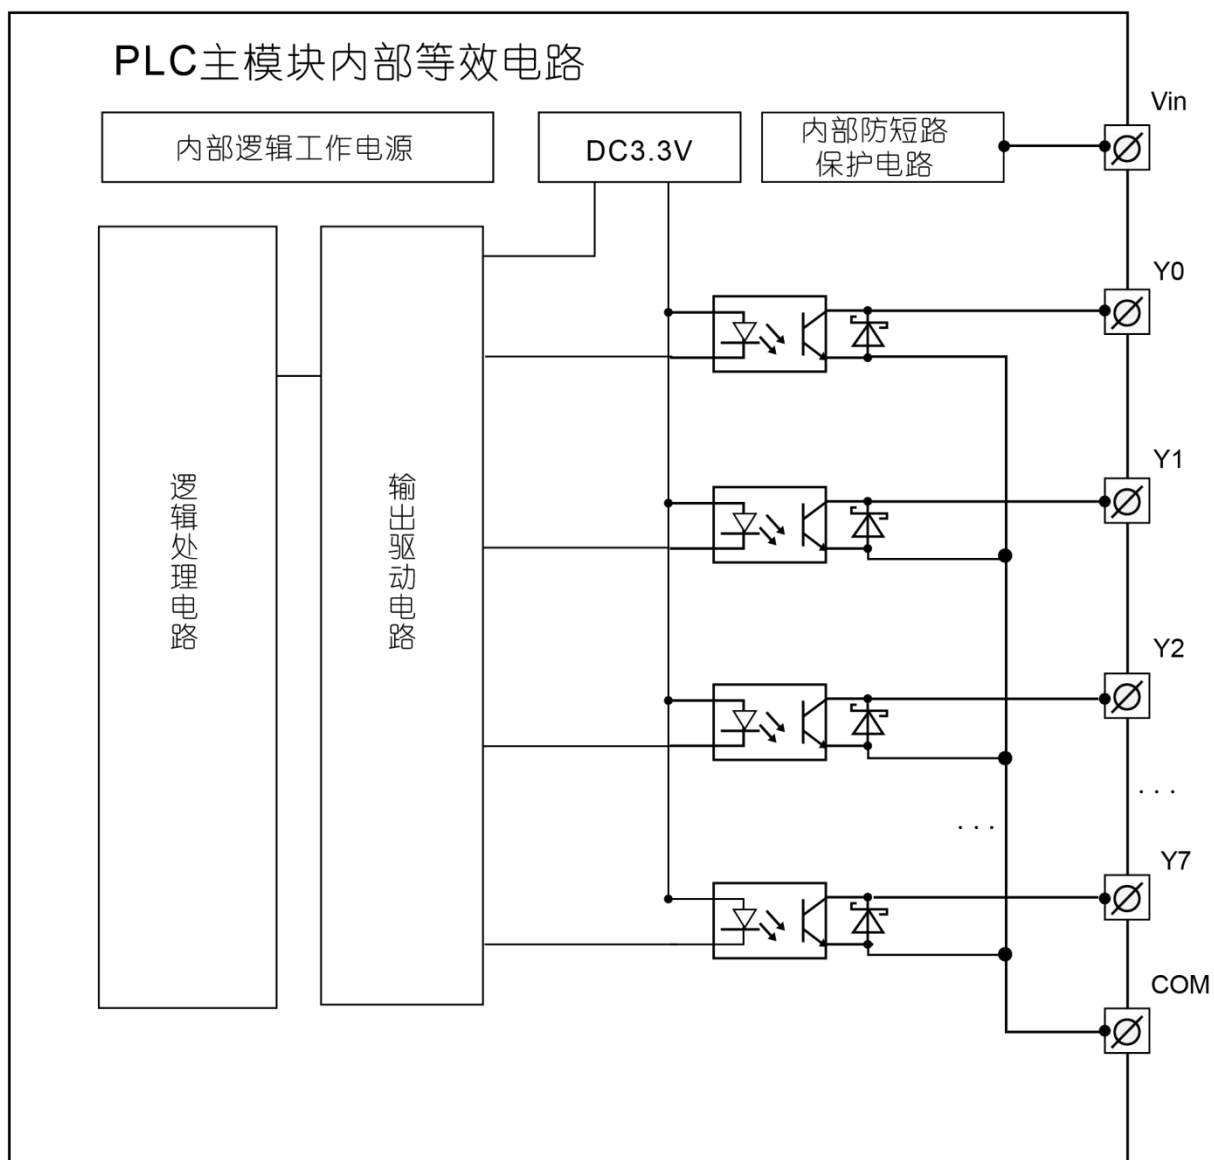 PLC主模块内部等效电路
Vin
内部逻辑工作电源
DC3.3V
内部防短路
保护电路
Y0
Y1
逻辑处理电路
输出驱动电路
Y2
...
...
Y7
COM